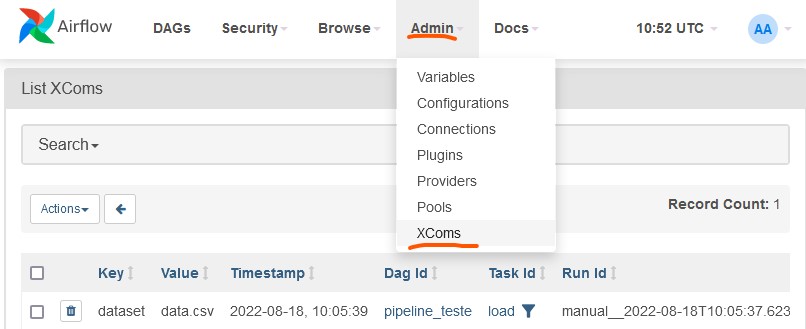 Airflow DAGs Security Browse Admin Docs 10:52 UTC AA
List XComs
Variables
Configurations
Connections
Plugins
Providers
Pools
XComs
Search
Actions Record Count: 1
Key Value Timestamp Dag Id Task Id Run Id
dataset data.csv 2022-08-18, 10:05:39 pipeline_teste load manual__2022-08-18T10:05:37.623